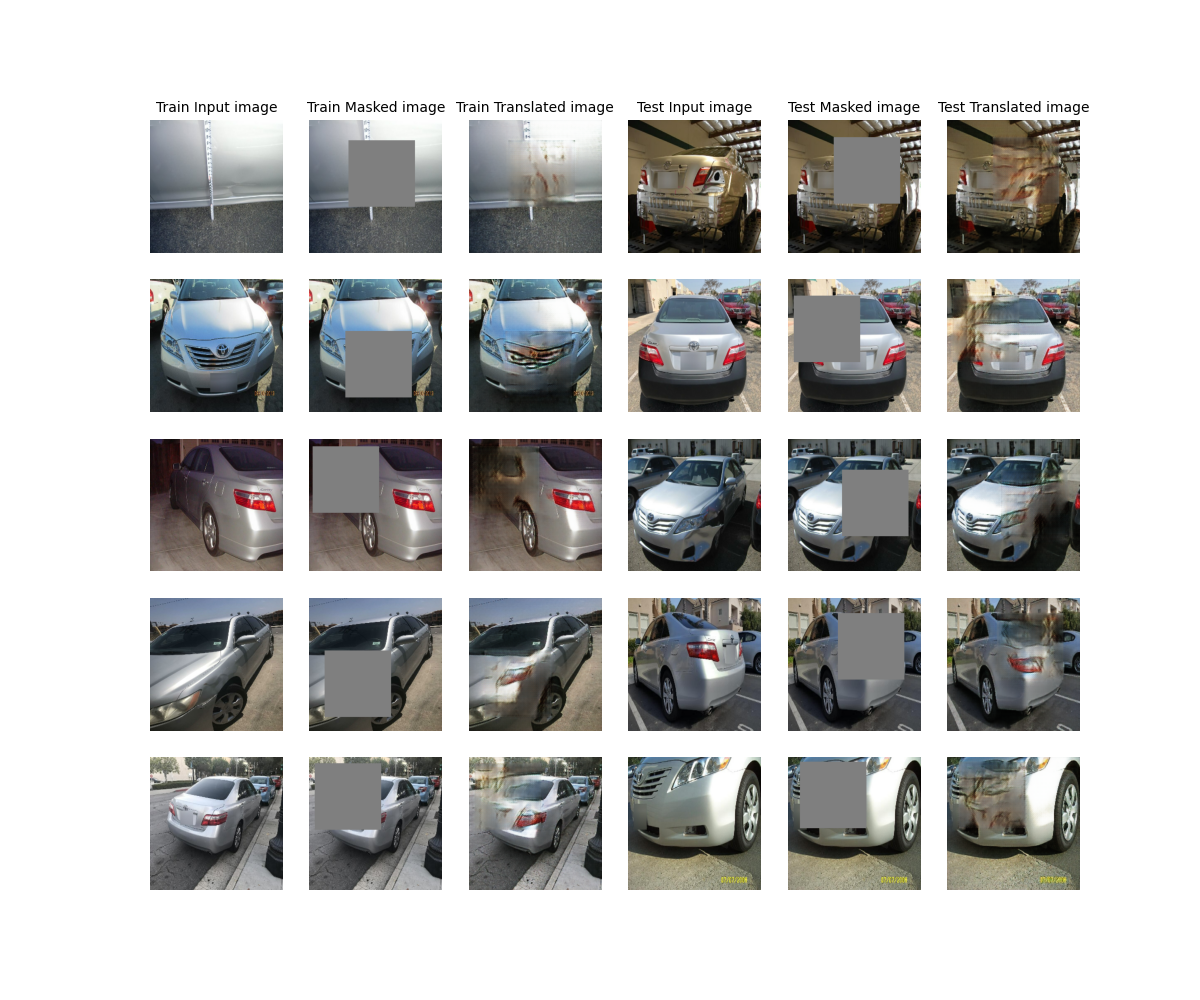 Train Input image
Train Masked image
Train Translated image
Test Input image
Test Masked image
Test Translated image